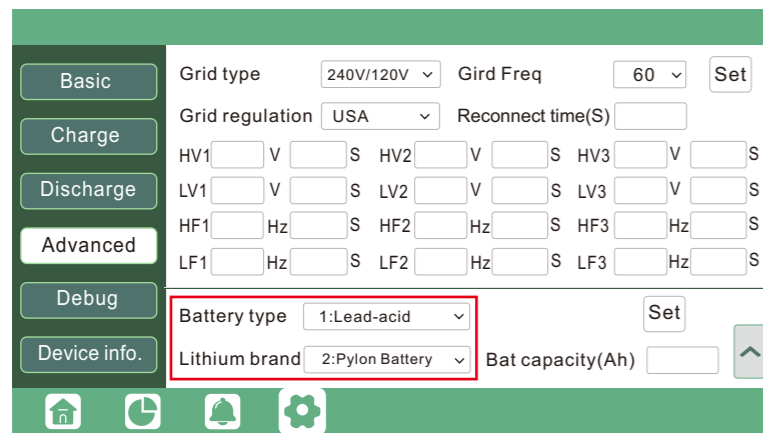 Basic
Charge
Discharge
Advanced
Debug
Device info.
Grid type 240V/120V Gird Freq 60 Set
Grid regulation USA Reconnect time(S)
HV1 V S HV2 V S HV3 V S
LV1 V S LV2 V S LV3 V S
HF1 Hz S HF2 Hz S HF3 Hz S
LF1 Hz S LF2 Hz S LF3 Hz S
Battery type 1:Lead-acid Set
Lithium brand 2:Pylon Battery Bat capacity(Ah)